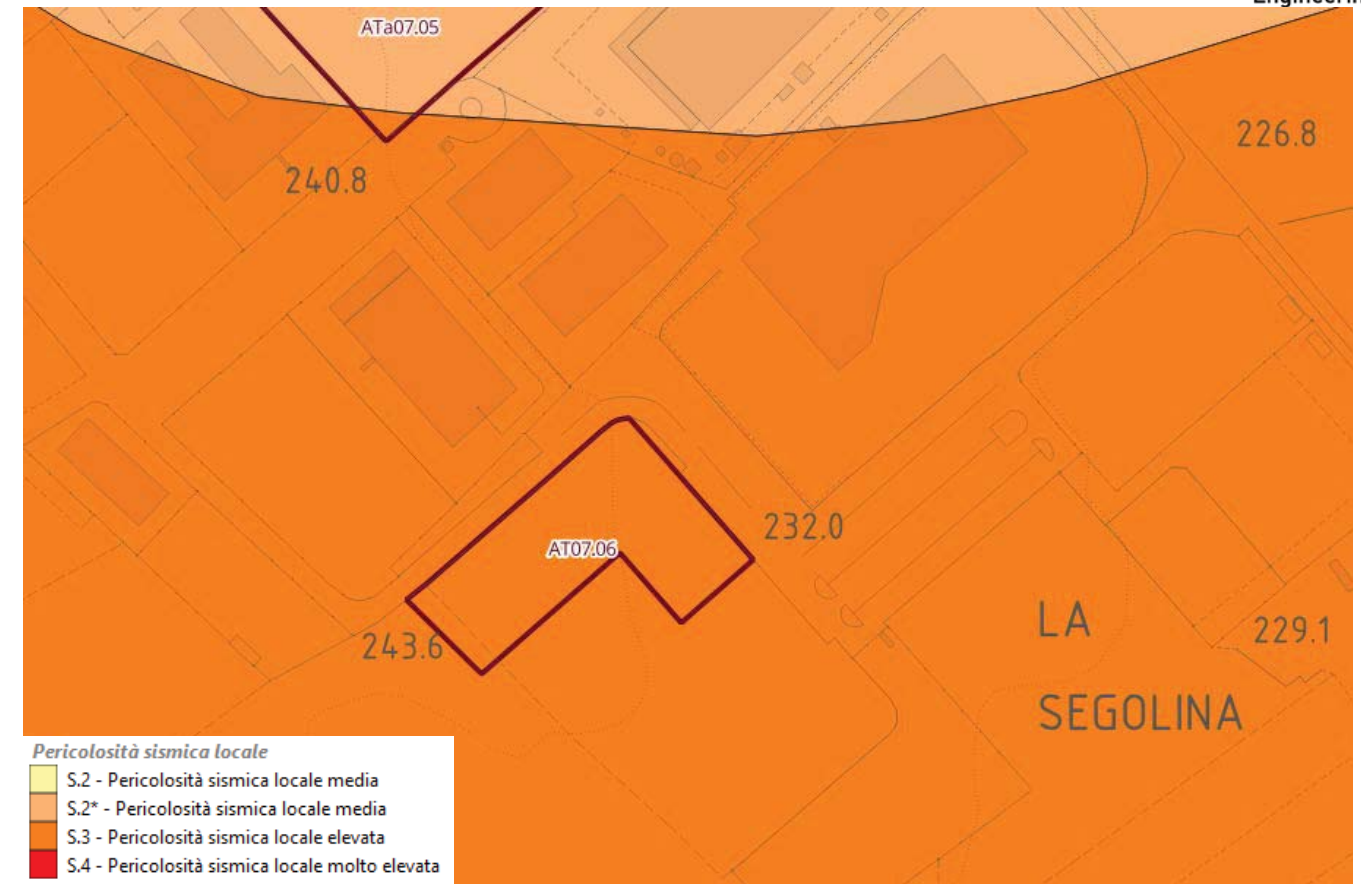 ATa07.05
226.8
240.8
232.0
AT07.06
LA
229.1
243.6
SEGOLINA
Pericolosità sismica locale
S.2 - Pericolosità sismica locale media
S.2* - Pericolosità sismica locale media
S.3 - Pericolosità sismica locale elevata
S.4 - Pericolosità sismica locale molto elevata